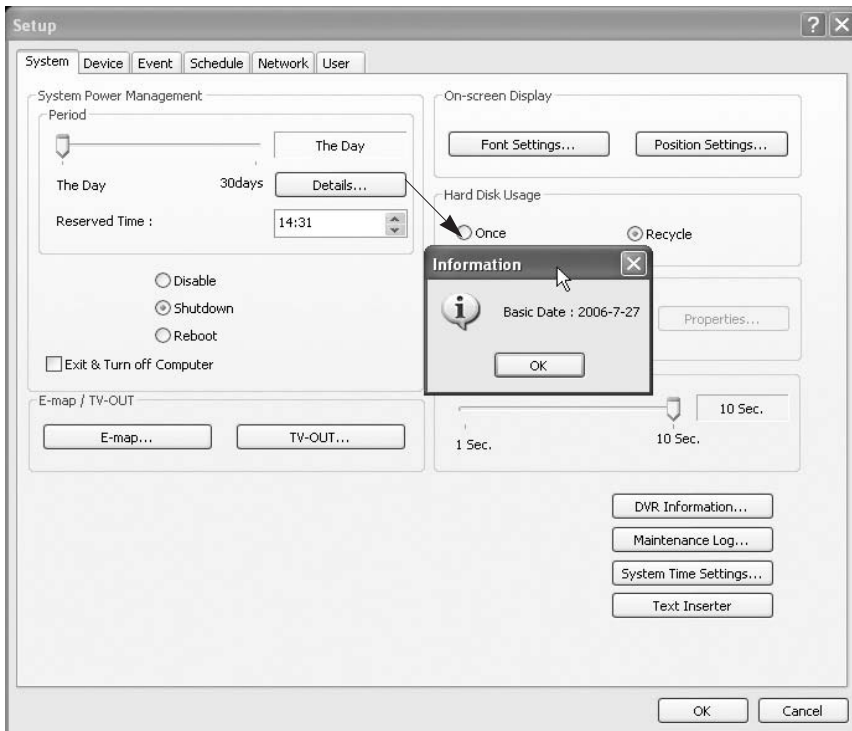 Setup
System Device Event Schedule Network User
System Power Management
Period
The Day
The Day 30days Details...
Reserved Time : 14:31
Disable
Shutdown
Reboot
Exit & Turn off Computer
E-map / TV-OUT
E-map... TV-OUT...
On-screen Display
Font Settings... Position Settings...
Hard Disk Usage
Once Recycle
Information
Basic Date : 2006-7-27
OK
Properties...
10 Sec.
1 Sec. 10 Sec.
DVR Information...
Maintenance Log...
System Time Settings...
Text Inserter
OK Cancel